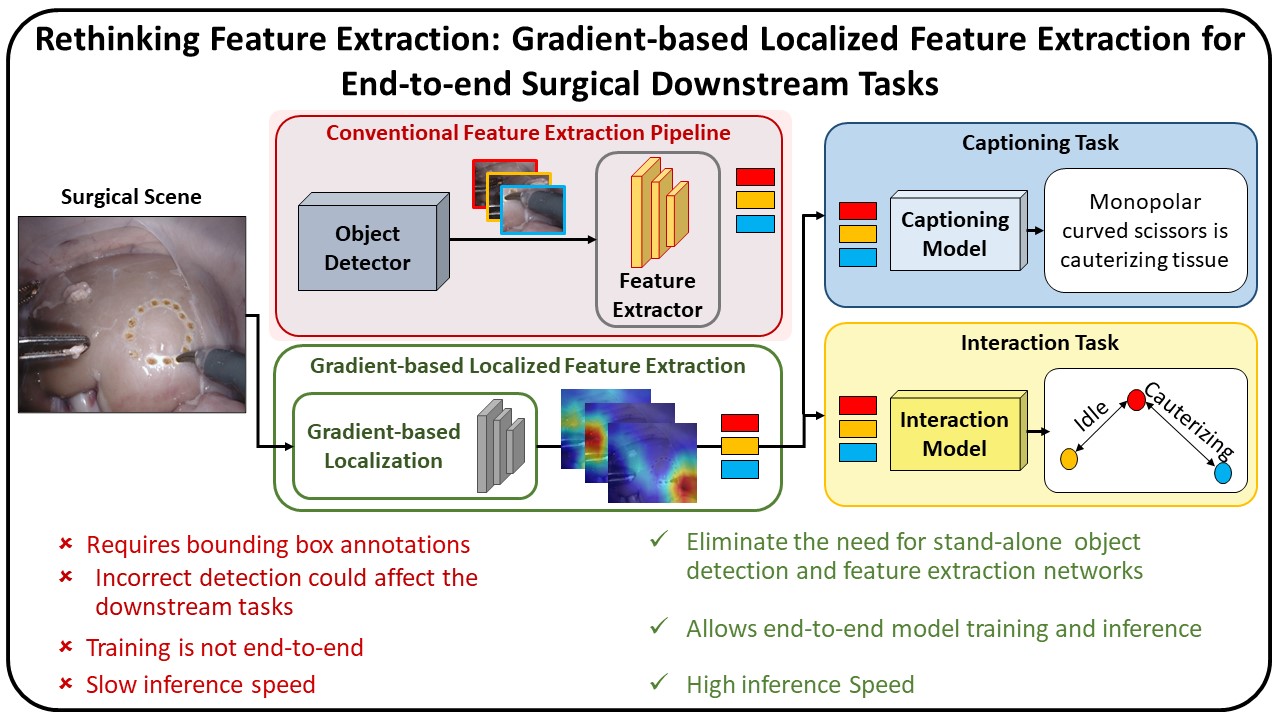 Rethinking Feature Extraction: Gradient-based Localized Feature Extraction for
End-to-end Surgical Downstream Tasks
Surgical Scene
Conventional Feature Extraction Pipeline
Object
Detector
Feature
Extractor
Gradient-based Localized Feature Extraction
Gradient-based
Localization
Captioning Task
Captioning
Model
Monopolar
curved scissors is
cauterizing tissue
Interaction Task
Interaction
Model
Idle
Cauterizing
× Requires bounding box annotations
× Incorrect detection could affect the
downstream tasks
× Training is not end-to-end
× Slow inference speed
✓ Eliminate the need for stand-alone object
detection and feature extraction networks
✓ Allows end-to-end model training and inference
✓ High inference Speed